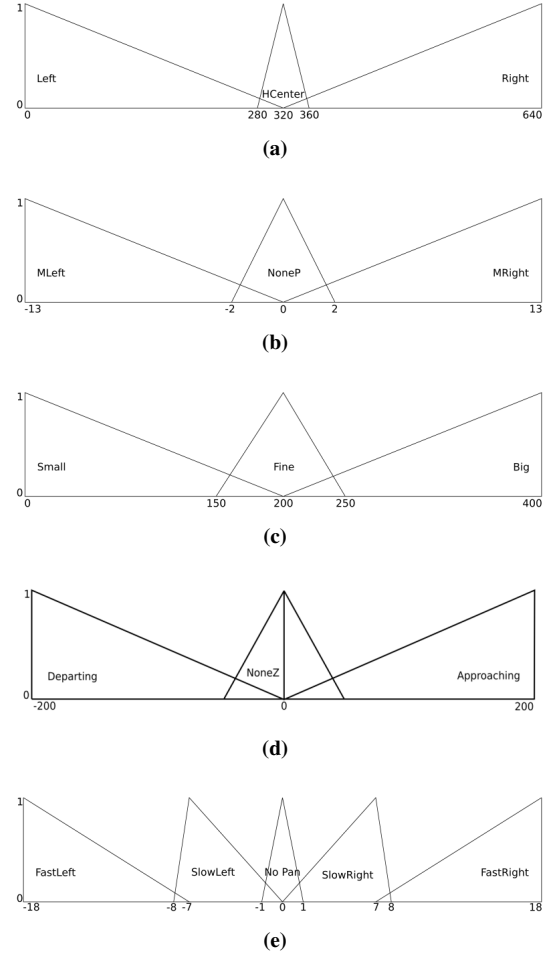 1
Left
HCenter
Right
0
0 280 320 360 640
(a)
1
MLeft
NoneP
MRight
0
-13 -2 0 2 13
(b)
1
Small
Fine
Big
0
0 150 200 250 400
(c)
1
Departing
NoneZ
Approaching
0
-200 0 200
(d)
1
FastLeft
SlowLeft
No Pan
SlowRight
FastRight
0
-18 -8 -7 -1 0 1 7 8 18
(e)